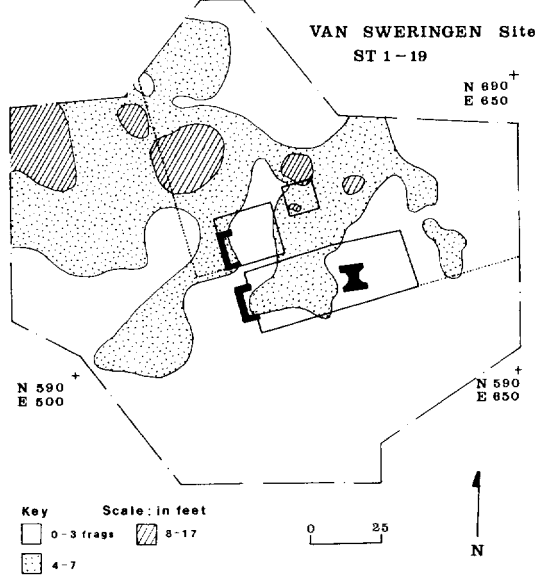 VAN SWERINGEN Site
ST 1-19
N 690
E 650
N 590
E 500
N 590
E 650
Key Scale: in feet
0-3 frags 8-17
4-7
0 25
N